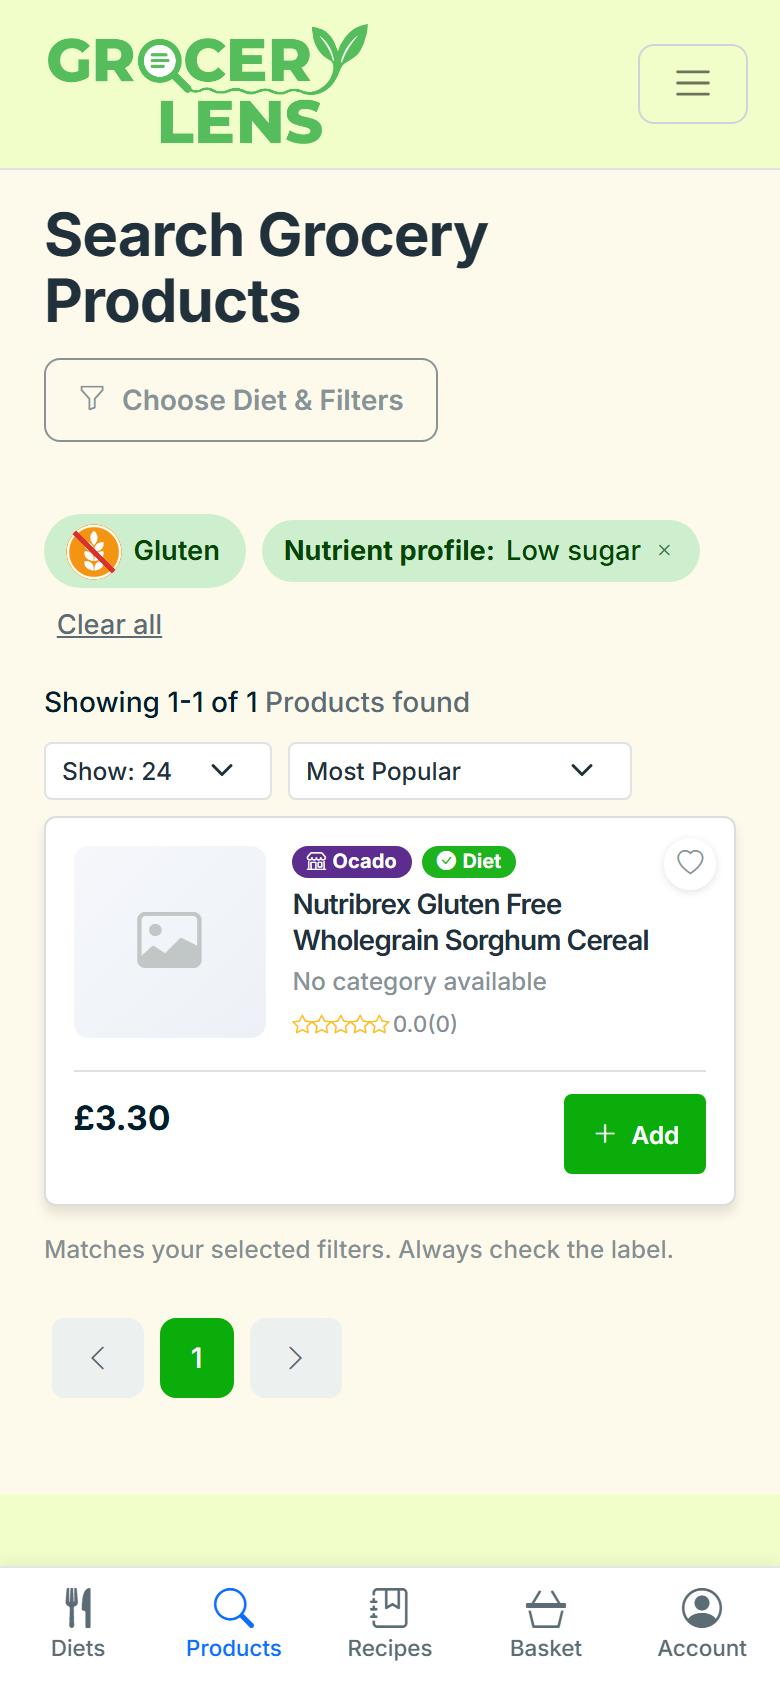 GROCERY
LENS
Search Grocery
Products
Choose Diet & Filters
Gluten
Nutrient profile: Low sugar ×
Clear all
Showing 1-1 of 1 Products found
Show: 24
Most Popular
Ocado
Diet
Nutribrex Gluten Free
Wholegrain Sorghum Cereal
No category available
0.0(0)
£3.30
+ Add
Matches your selected filters. Always check the label.
1
Diets
Products
Recipes
Basket
Account